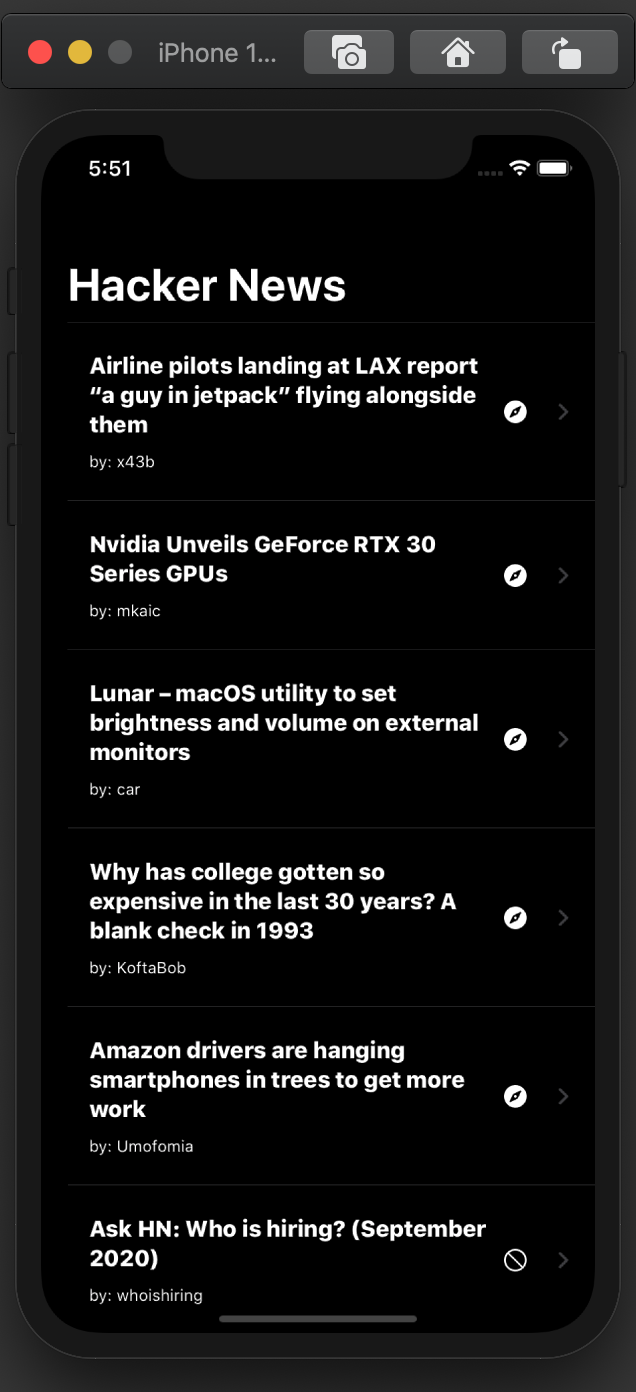 iPhone 1...
5:51
Hacker News
Airline pilots landing at LAX report
“a guy in jetpack” flying alongside
them
by: x43b
Nvidia Unveils GeForce RTX 30
Series GPUs
by: mkaic
Lunar – macOS utility to set
brightness and volume on external
monitors
by: car
Why has college gotten so
expensive in the last 30 years? A
blank check in 1993
by: KoftaBob
Amazon drivers are hanging
smartphones in trees to get more
work
by: Umofomia
Ask HN: Who is hiring? (September
2020)
by: whoishiring